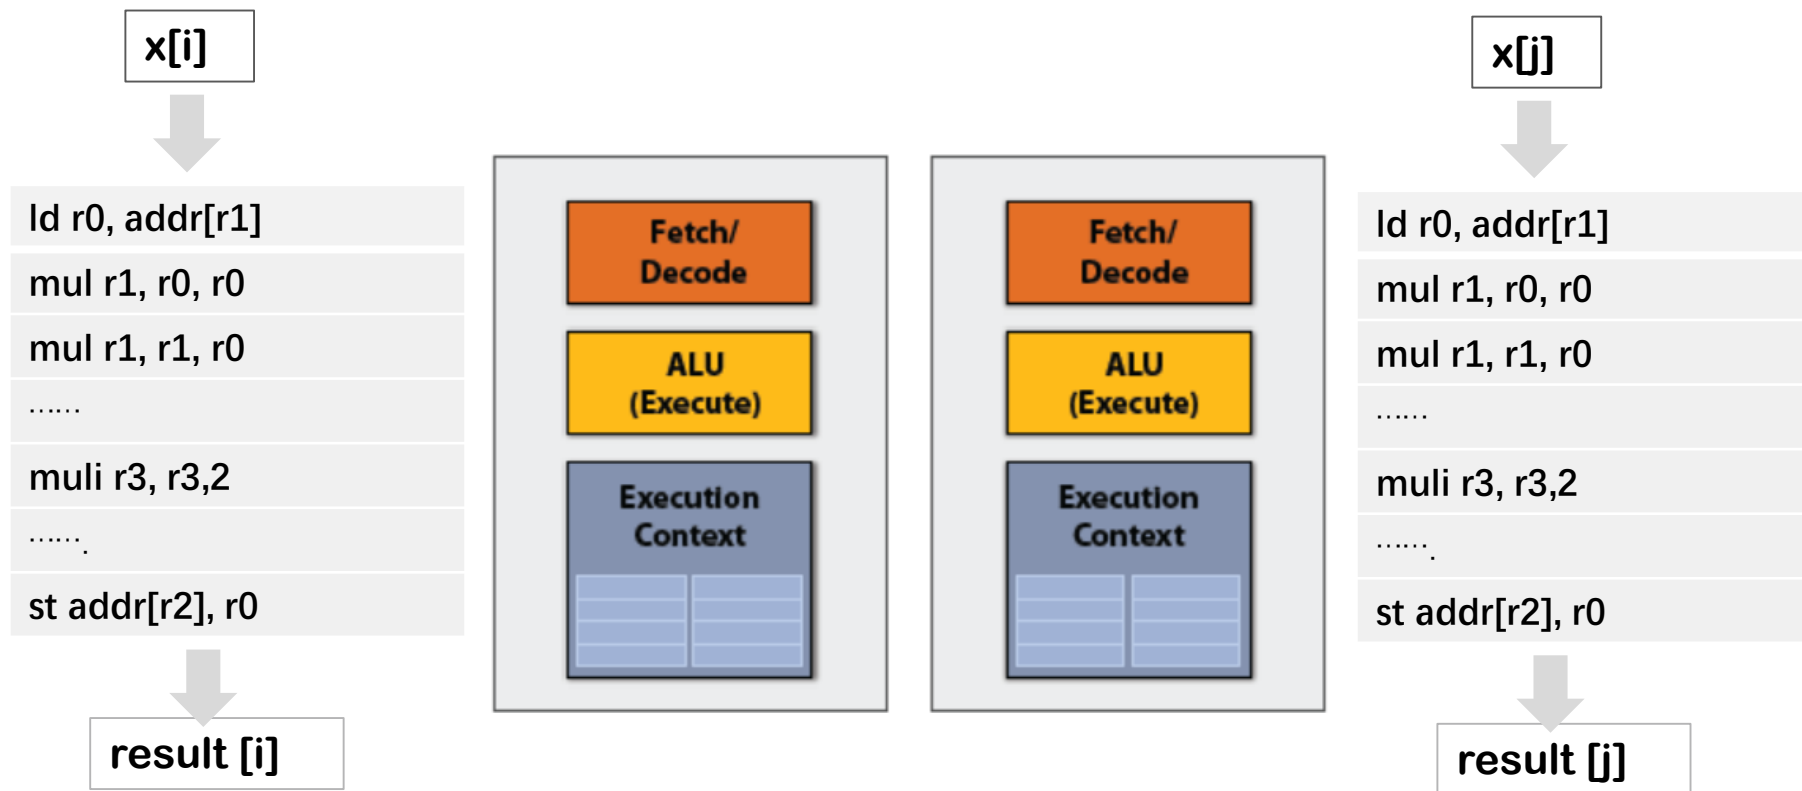 x[i]
ld r0, addr[r1]
mul r1, r0, r0
mul r1, r1, r0
……
muli r3, r3,2
…….
st addr[r2], r0
result [i]
Fetch/
Decode
ALU
(Execute)
Execution
Context
Fetch/
Decode
ALU
(Execute)
Execution
Context
x[j]
ld r0, addr[r1]
mul r1, r0, r0
mul r1, r1, r0
……
muli r3, r3,2
…….
st addr[r2], r0
result [j]